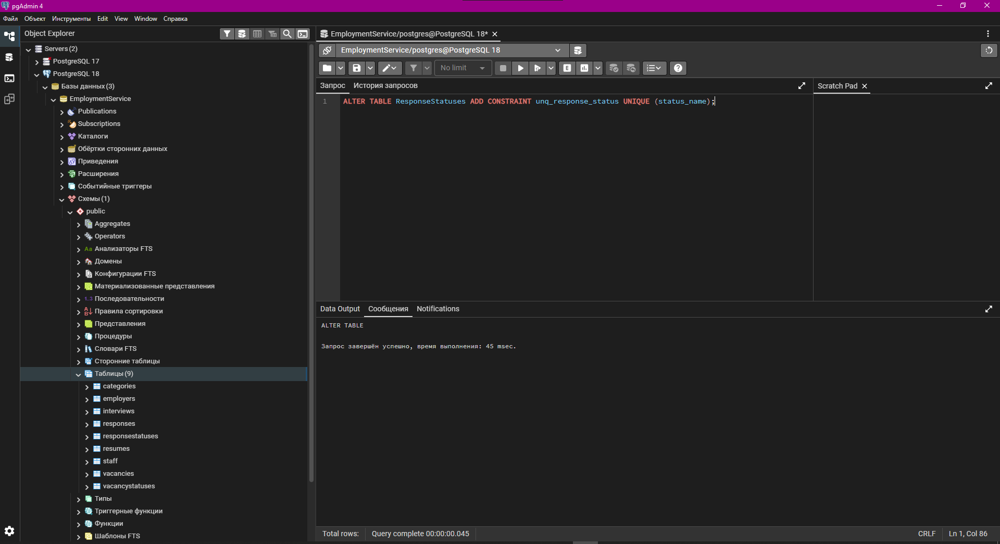 pgAdmin 4
Файл Объект Инструменты Edit View Window Справка
Object Explorer
EmploymentService/postgres@PostgreSQL 18*
Servers (2)
PostgreSQL 17
PostgreSQL 18
Базы данных (3)
EmploymentService
Publications
Subscriptions
Каталоги
Обёртки сторонних данных
Приведения
Расширения
Событийные триггеры
Схемы (1)
public
Aggregates
Operators
Aa Анализаторы FTS
Домены
Конфигурации FTS
Материализованные представления
1..3 Последовательности
Правила сортировки
Представления
Процедуры
Словари FTS
Сторонние таблицы
Таблицы (9)
categories
employers
interviews
responses
responsestatuses
resumes
staff
vacancies
vacancystatuses
Типы
Триггерные функции
Функции
Шаблоны FTS
EmploymentService/postgres@PostgreSQL 18
No limit
E
Запрос История запросов
Scratch Pad
1 ALTER TABLE ResponseStatuses ADD CONSTRAINT unq_response_status UNIQUE (status_name);
Data Output Сообщения Notifications
ALTER TABLE
Запрос завершён успешно, время выполнения: 45 msec.
Total rows: Query complete 00:00:00.045 CRLF Ln 1, Col 86